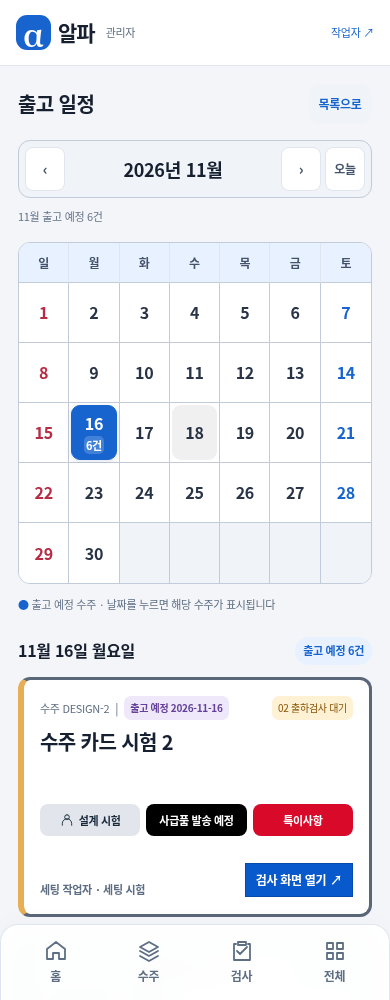 α 알파 관리자 작업자 ↗
출고 일정 목록으로
‹ 2026년 11월 › 오늘
11월 출고 예정 6건
일 월 화 수 목 금 토
1 2 3 4 5 6 7
8 9 10 11 12 13 14
15 16 17 18 19 20 21
6건
22 23 24 25 26 27 28
29 30
출고 예정 수주 · 날짜를 누르면 해당 수주가 표시됩니다
11월 16일 월요일 출고 예정 6건
수주 DESIGN-2 | 출고 예정 2026-11-16 02 출하검사 대기
수주 카드 시험 2
설계 시험 사급품 발송 예정 특이사항
세팅 작업자 · 세팅 시험 검사 화면 열기 ↗
홈 수주 검사 전체